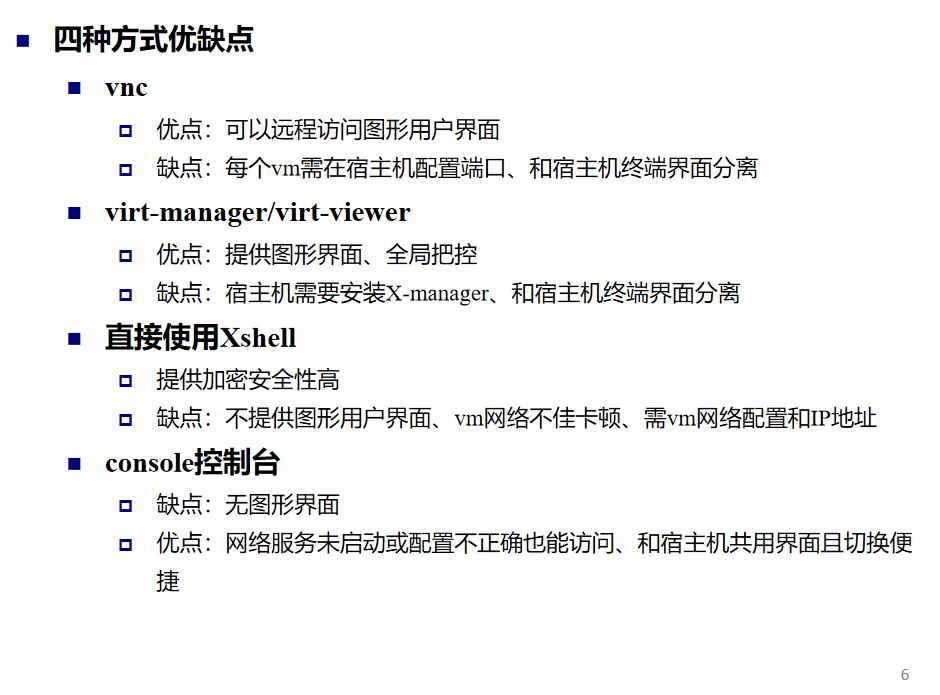 四种方式优缺点
vnc
优点：可以远程访问图形用户界面
缺点：每个vm需在宿主机配置端口、和宿主机终端界面分离
virt-manager/virt-viewer
优点：提供图形界面、全局把控
缺点：宿主机需要安装X-manager、和宿主机终端界面分离
直接使用Xshell
提供加密安全性高
缺点：不提供图形用户界面、vm网络不佳卡顿、需vm网络配置和IP地址
console控制台
缺点：无图形界面
优点：网络服务未启动或配置不正确也能访问、和宿主机共用界面且切换便
捷
6